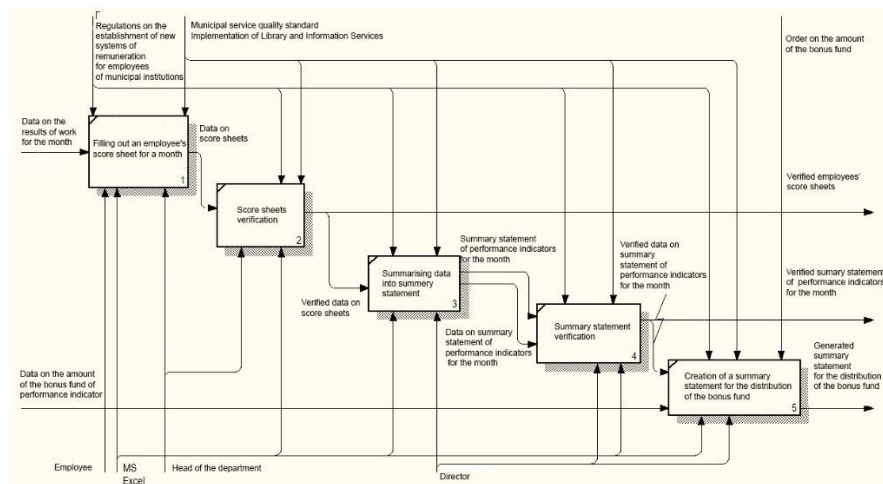 Regulations on the
establishment of new
systems of
remuneration
for employees
of municipal institutions
Municipal service quality standard
Implementation of Library and Information Services
Order on the amount
of the bonus fund
Data on the
results of work
for the month
Filling out an employee's
score sheet for a month
1
Data on
score sheets
Score sheets
verification
2
Verified employees'
score sheets
Verified data on
score sheets
Summarising data
into summery
statement
3
Summary statement
of performance indicators
for the month
Data on summary
statement of
performance indicators
for the month
Verified data on
summary
statement of
performance indicators
for the month
Summary statement
verification
4
Verified sumary statement
of performance indicators
for the month
Data on the amount
of the bonus fund of
performance indicator
Creation of a summary
statement for the distribution
of the bonus fund
5
Generated
summary
statement
for the distribution
of the bonus fund
Employee
MS
Excel
Head of the department
Director